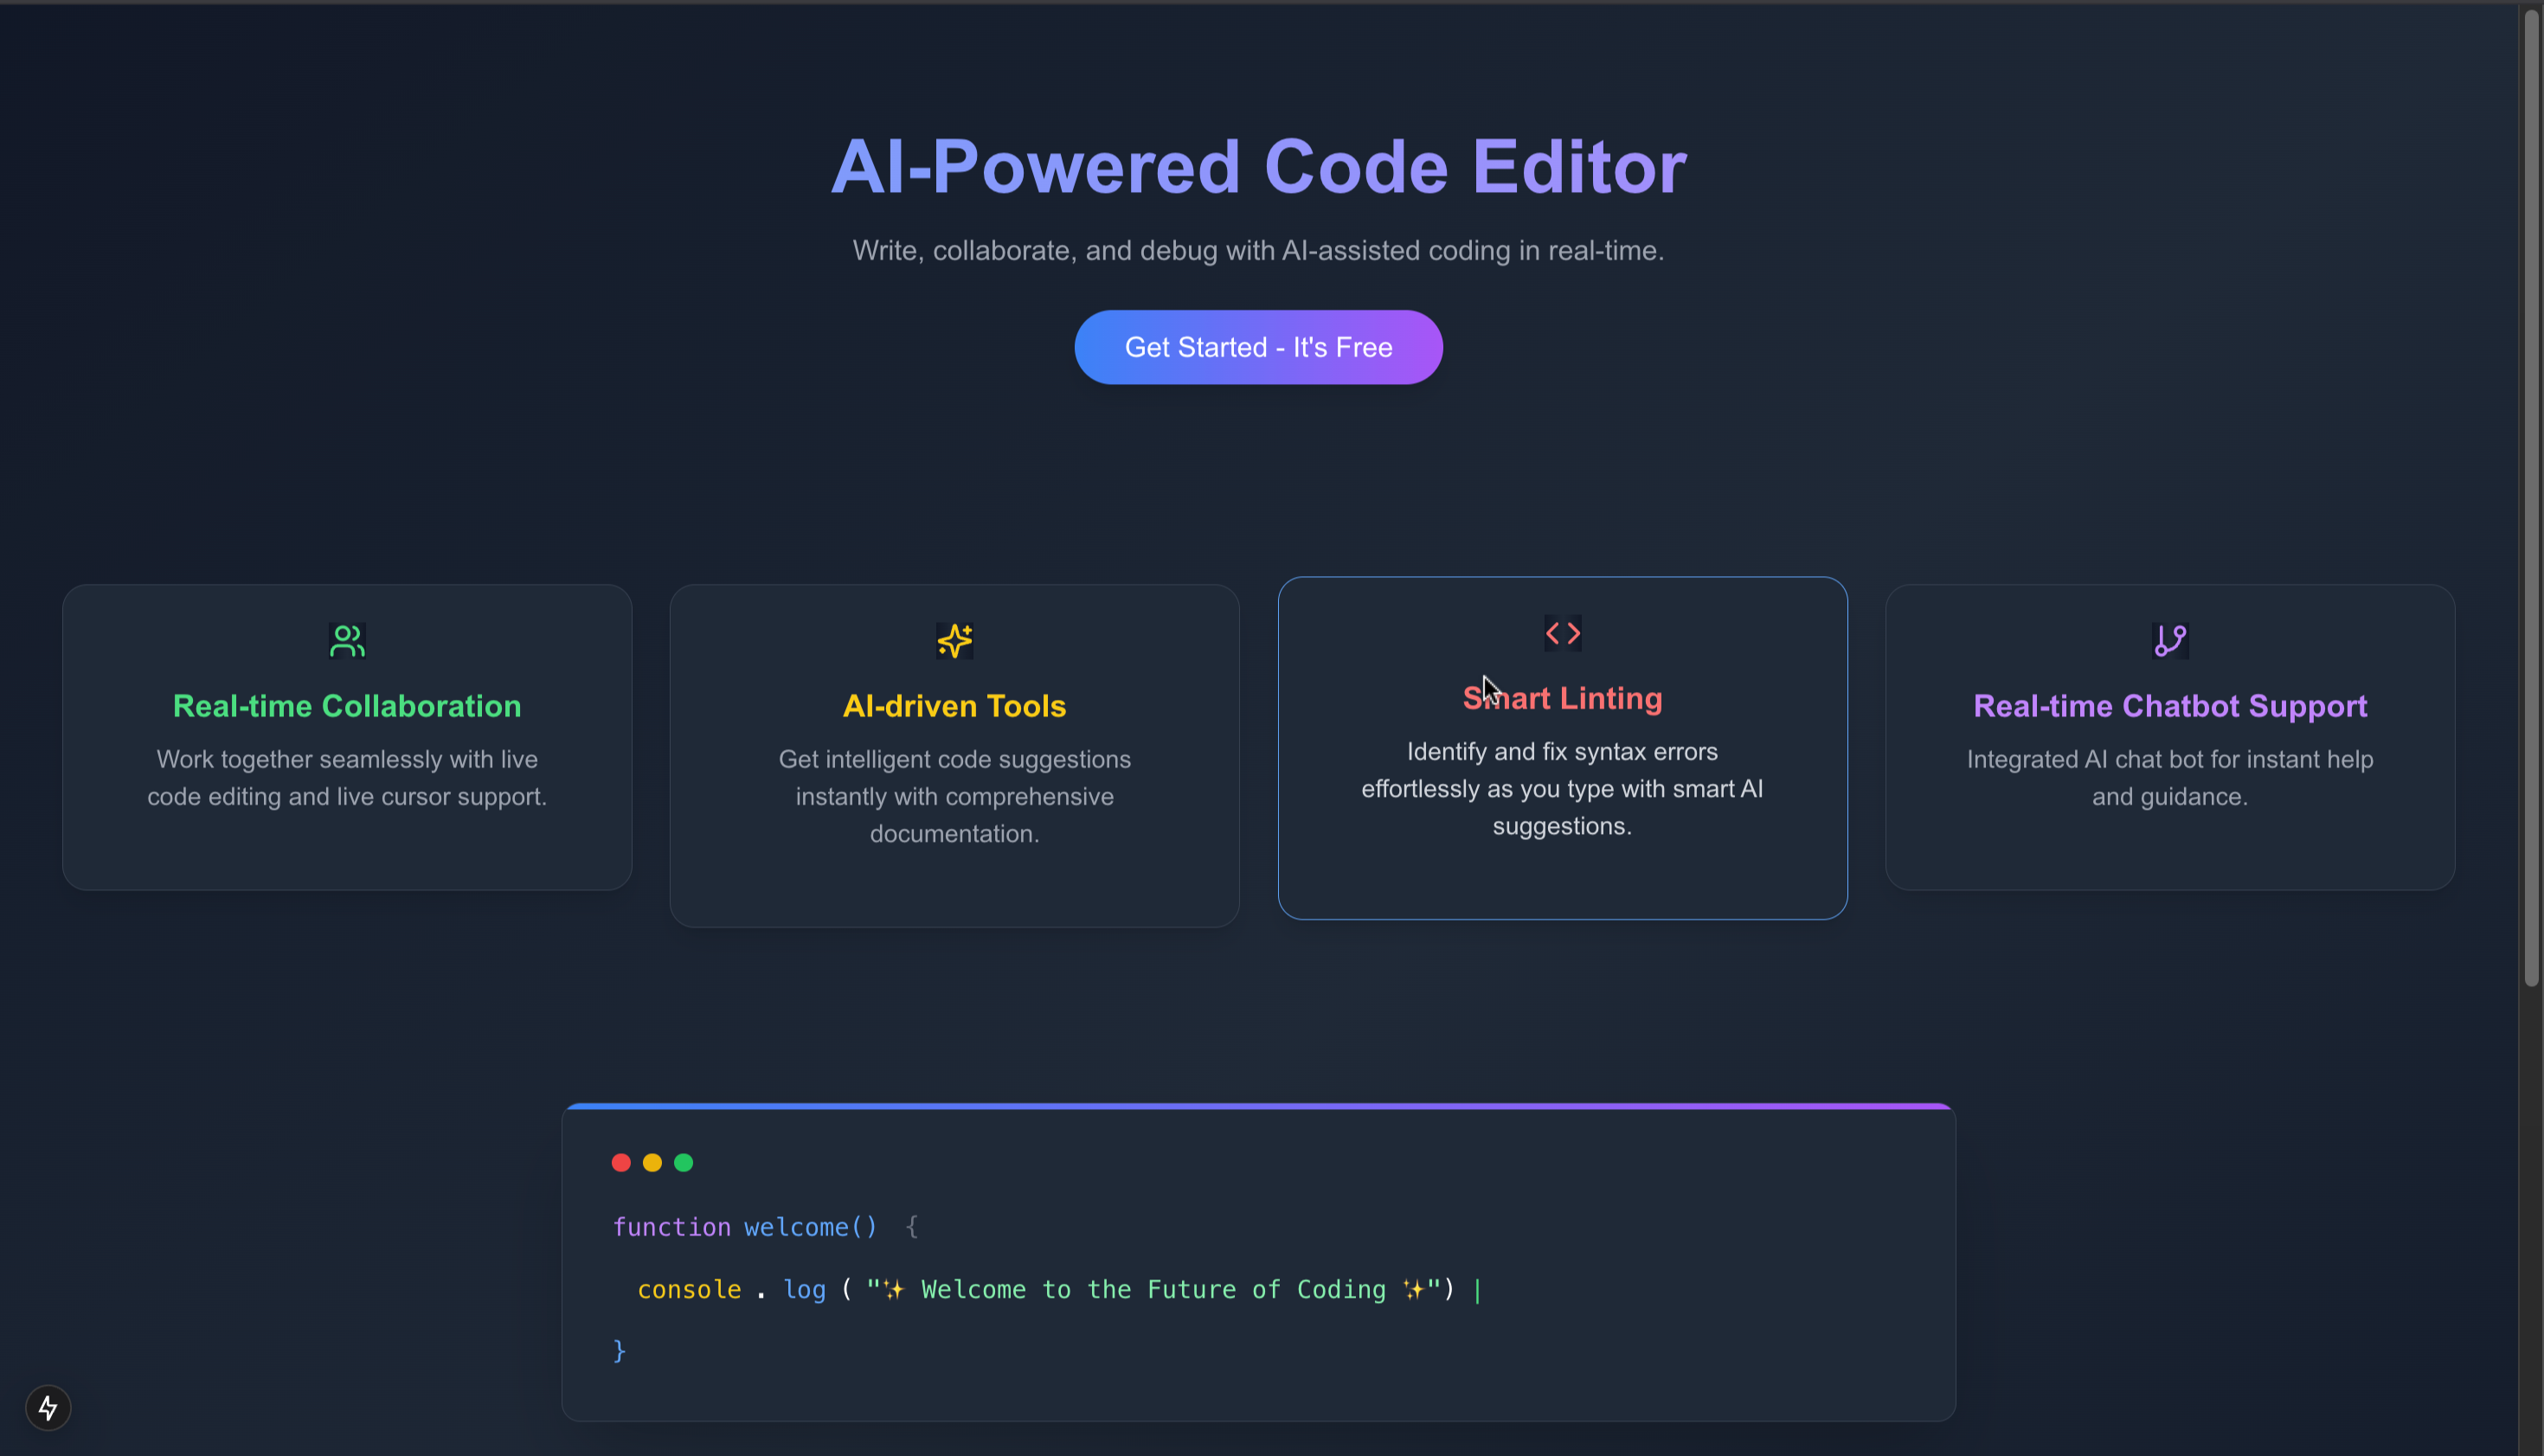 AI-Powered Code Editor
Write, collaborate, and debug with AI-assisted coding in real-time.
Get Started - It's Free
Real-time Collaboration
Work together seamlessly with live
code editing and live cursor support.
AI-driven Tools
Get intelligent code suggestions
instantly with comprehensive
documentation.
Smart Linting
Identify and fix syntax errors
effortlessly as you type with smart AI
suggestions.
Real-time Chatbot Support
Integrated AI chat bot for instant help
and guidance.
function welcome() {
console . log ( "✨ Welcome to the Future of Coding ✨") |
}